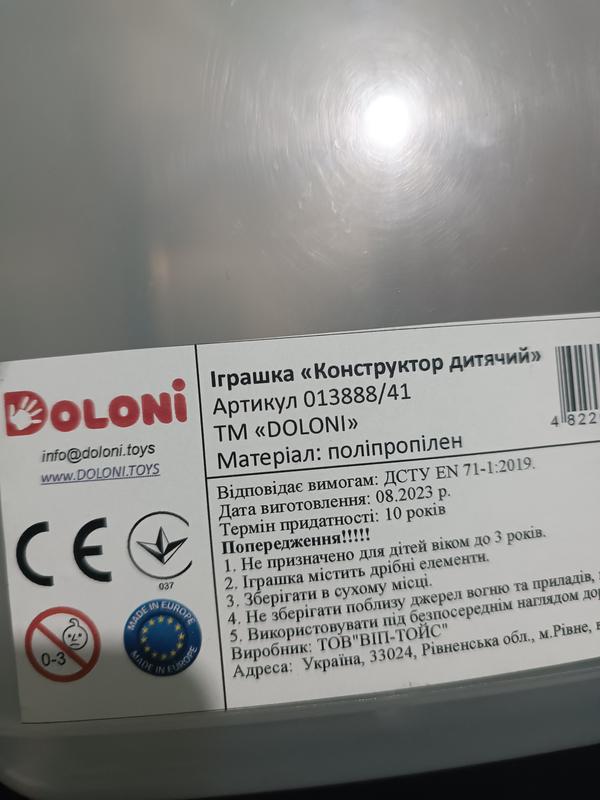 DOLONI
info@doloni.toys
www.DOLONI.TOYS
CE
037
0-3
MADE IN EUROPE
MADE IN EUROPE
Іграшка «Конструктор дитячий»
Артикул 013888/41
ТМ «DOLONI»
Матеріал: поліпропілен
4 822
Відповідає вимогам: ДСТУ EN 71-1:2019.
Дата виготовлення: 08.2023 р.
Термін придатності: 10 років
Попередження!!!!!
1. Не призначено для дітей віком до 3 років.
2. Іграшка містить дрібні елементи.
3. Зберігати в сухому місці.
4. Не зберігати поблизу джерел вогню та приладів,
5. Використовувати під безпосереднім наглядом дор
Виробник: ТОВ"ВІП-ТОЙС"
Адреса: Україна, 33024, Рівненська обл., м.Рівне,